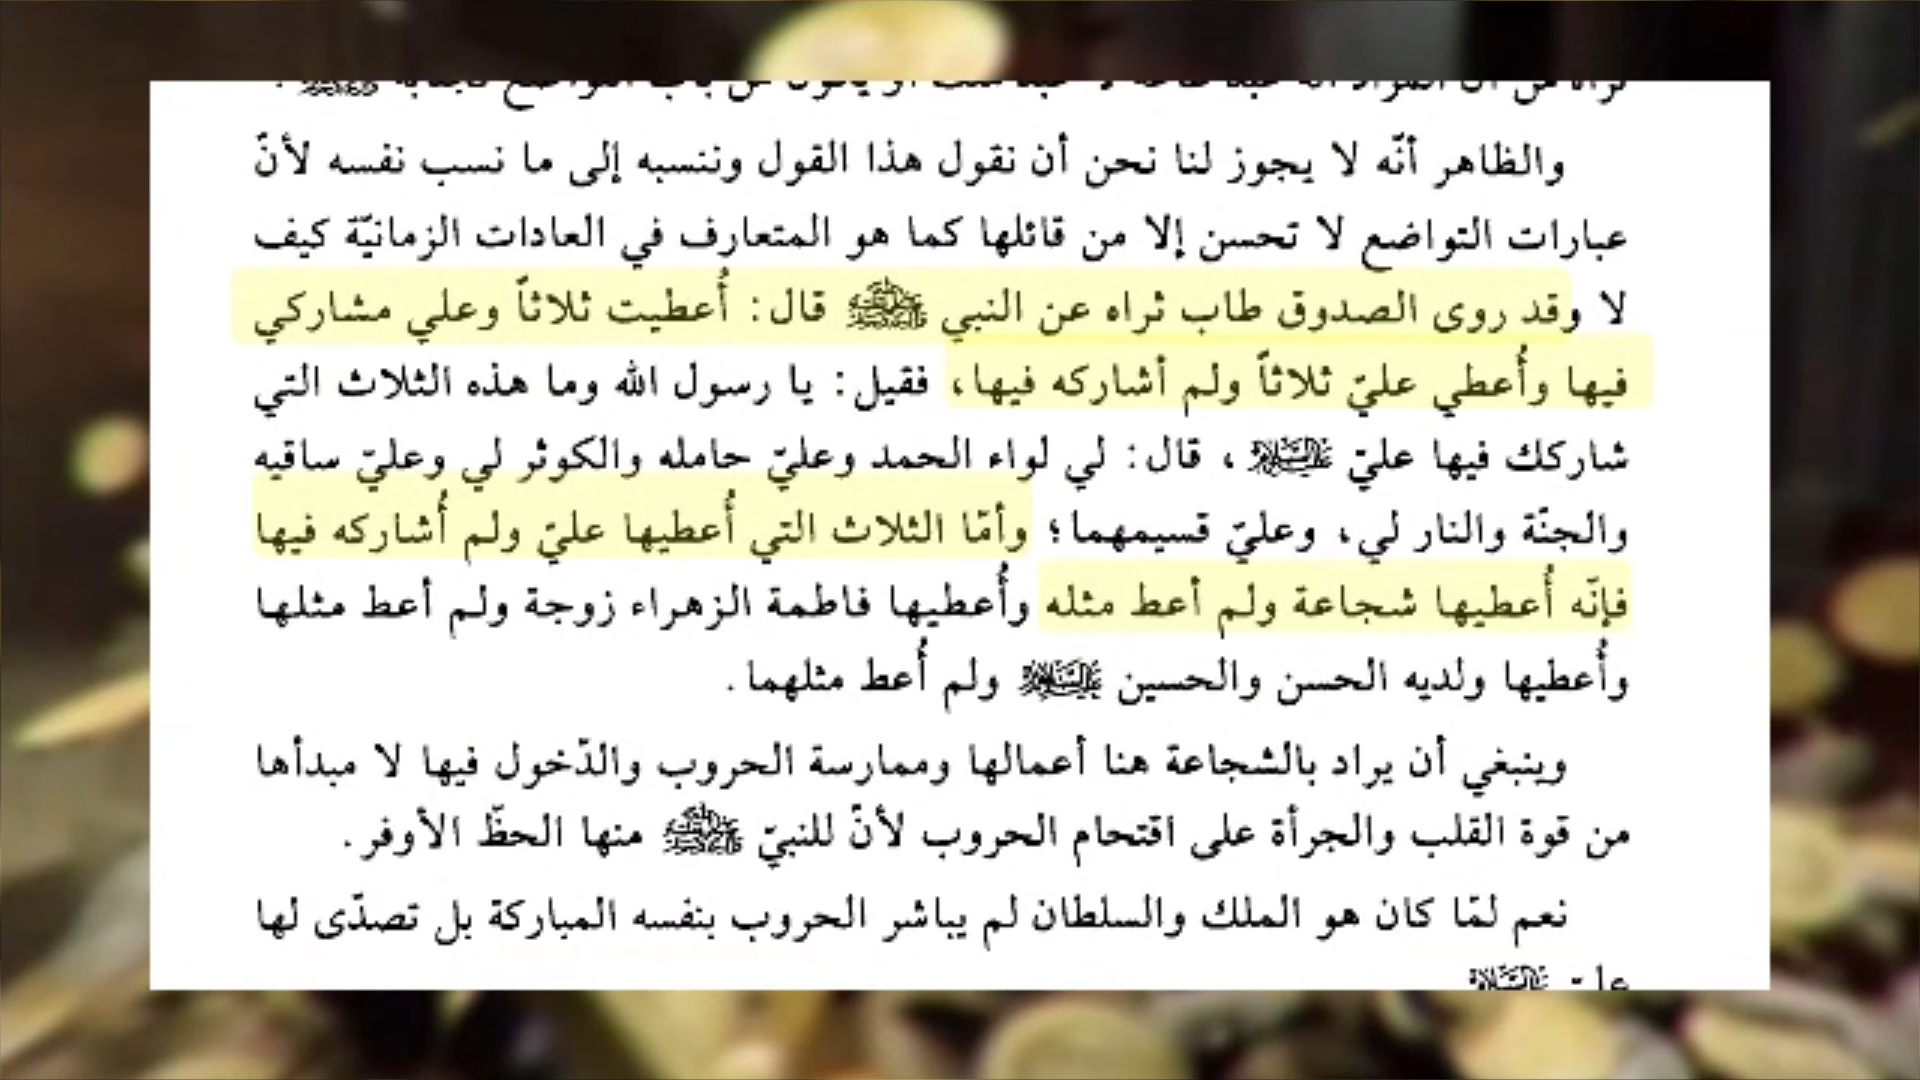 والظاهر أنّه لا يجوز لنا نحن أن نقول هذا القول وننسبه إلى ما نسب نفسه لأنّ
عبارات التواضع لا تحسن إلا من قائلها كما هو المتعارف في العادات الزمانيّة كيف
لا وقد روى الصدوق طاب ثراه عن النبي ﷺ قال: أُعطيت ثلاثاً وعلي مشاركي
فيها وأُعطي عليّ ثلاثاً ولم أشاركه فيها، فقيل: يا رسول الله وما هذه الثلاث التي
شاركك فيها عليّ عليه السلام، قال: لي لواء الحمد وعليّ حامله والكوثر لي وعليّ ساقيه
والجنّة والنار لي، وعليّ قسيمهما؛ وأمّا الثلاث التي أُعطيها عليّ ولم أُشاركه فيها
فإنّه أُعطيها شجاعة ولم أعط مثله وأُعطيها فاطمة الزهراء زوجة ولم أعط مثلها
وأُعطيها ولديه الحسن والحسين عليه السلام ولم أُعط مثلهما.
وينبغي أن يراد بالشجاعة هنا أعمالها وممارسة الحروب والدّخول فيها لا مبدأها
من قوة القلب والجرأة على اقتحام الحروب لأنّ للنبيّ ﷺ منها الحظّ الأوفر.
نعم لمّا كان هو الملك والسلطان لم يباشر الحروب بنفسه المباركة بل تصدّى لها